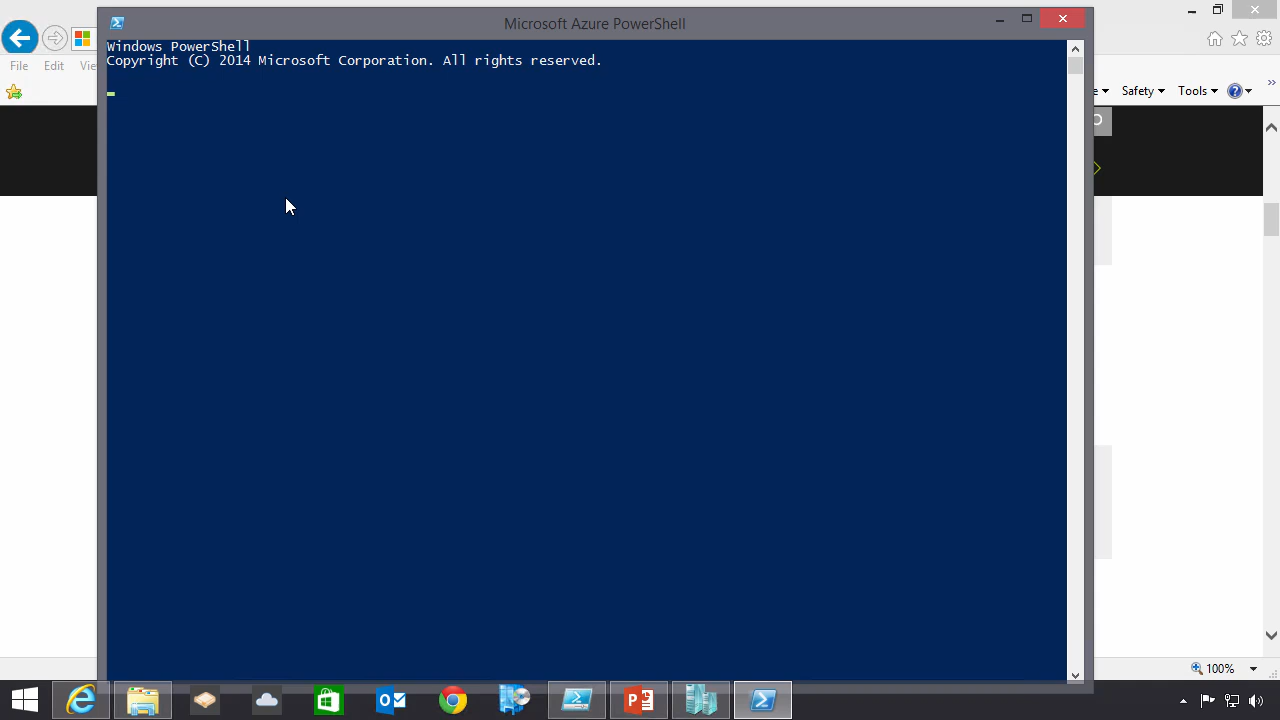 Microsoft Azure PowerShell
Windows PowerShell
Copyright (C) 2014 Microsoft Corporation. All rights reserved.
File Edit
Safety Tools
100%